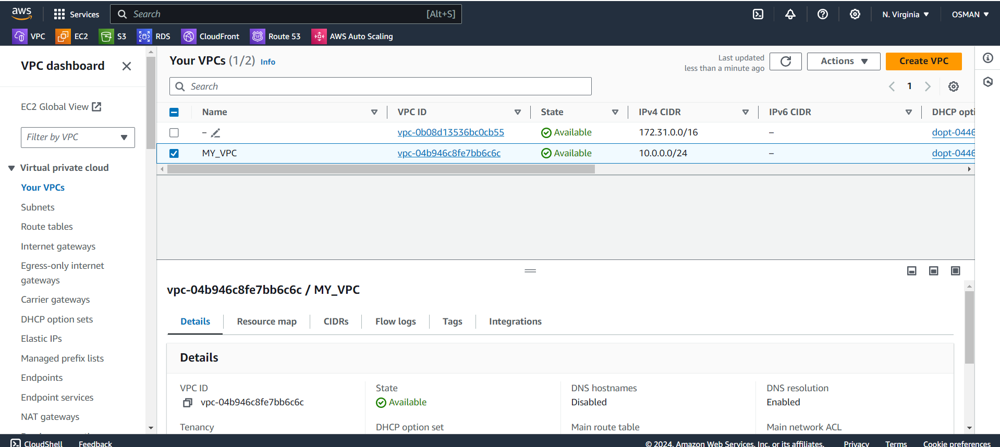 aws Services Search [Alt+S] N. Virginia OSMAN
VPC EC2 S3 RDS CloudFront Route 53 AWS Auto Scaling
VPC dashboard
EC2 Global View
Filter by VPC
Virtual private cloud
Your VPCs
Subnets
Route tables
Internet gateways
Egress-only internet
gateways
Carrier gateways
DHCP option sets
Elastic IPs
Managed prefix lists
Endpoints
Endpoint services
NAT gateways
Your VPCs (1/2) Info
Last updated
less than a minute ago
Actions
Create VPC
Search
1
Name VPC ID State IPv4 CIDR IPv6 CIDR DHCP opti
– vpc-0b08d13536bc0cb55 Available 172.31.0.0/16 – dopt-0446
MY_VPC vpc-04b946c8fe7bb6c6c Available 10.0.0.0/24 – dopt-0446
vpc-04b946c8fe7bb6c6c / MY_VPC
Details Resource map CIDRs Flow logs Tags Integrations
Details
VPC ID State DNS hostnames DNS resolution
vpc-04b946c8fe7bb6c6c Available Disabled Enabled
Tenancy DHCP option set Main route table Main network ACL
CloudShell Feedback © 2024, Amazon Web Services, Inc. or its affiliates. Privacy Terms Cookie preferences